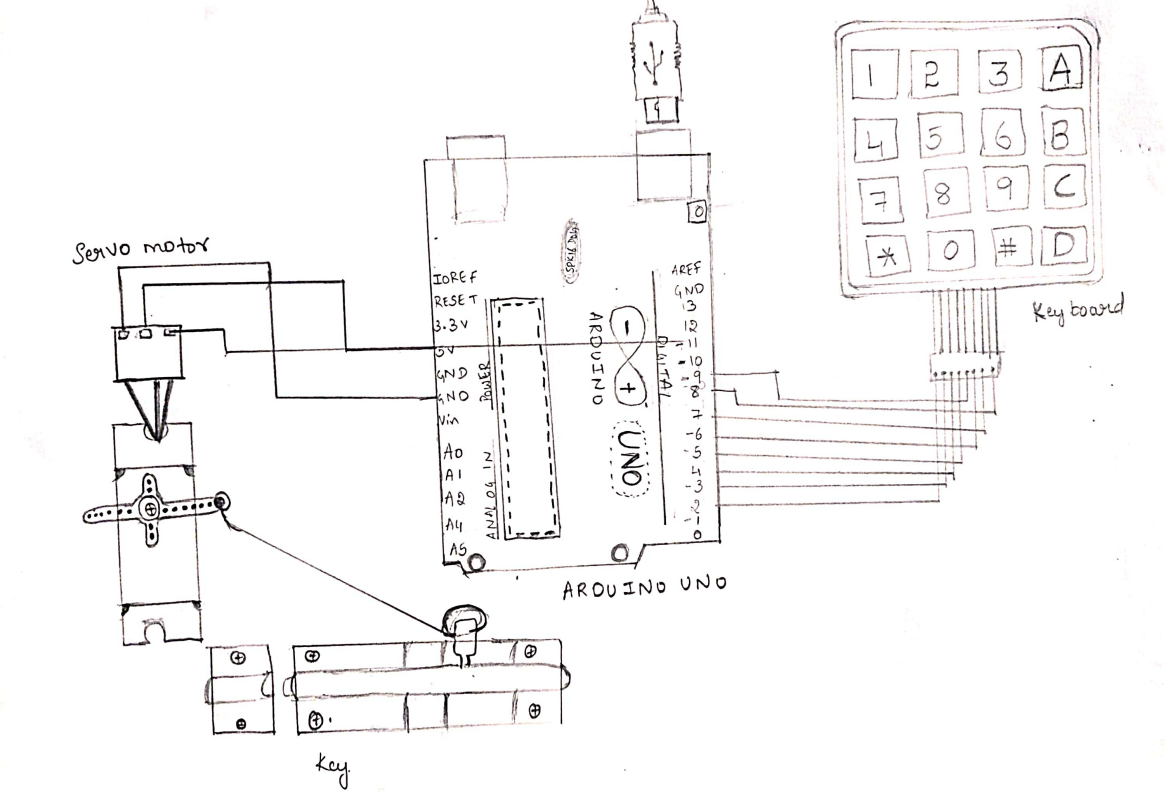 Servo motor
1 2 3 A
4 5 6 B
7 8 9 C
* 0 # D
Keyboard
IOREF
RESET
3.3V
5V
GND
GND
Vin
POWER
A0
A1
A2
A4
A5
ANALOG IN
ARDUINO
- +
UNO
AREF
GND
13
12
11
-10
-9
-8
7
-6
-5
4
-3
-2
-1
0
ARDUINO UNO
Key.